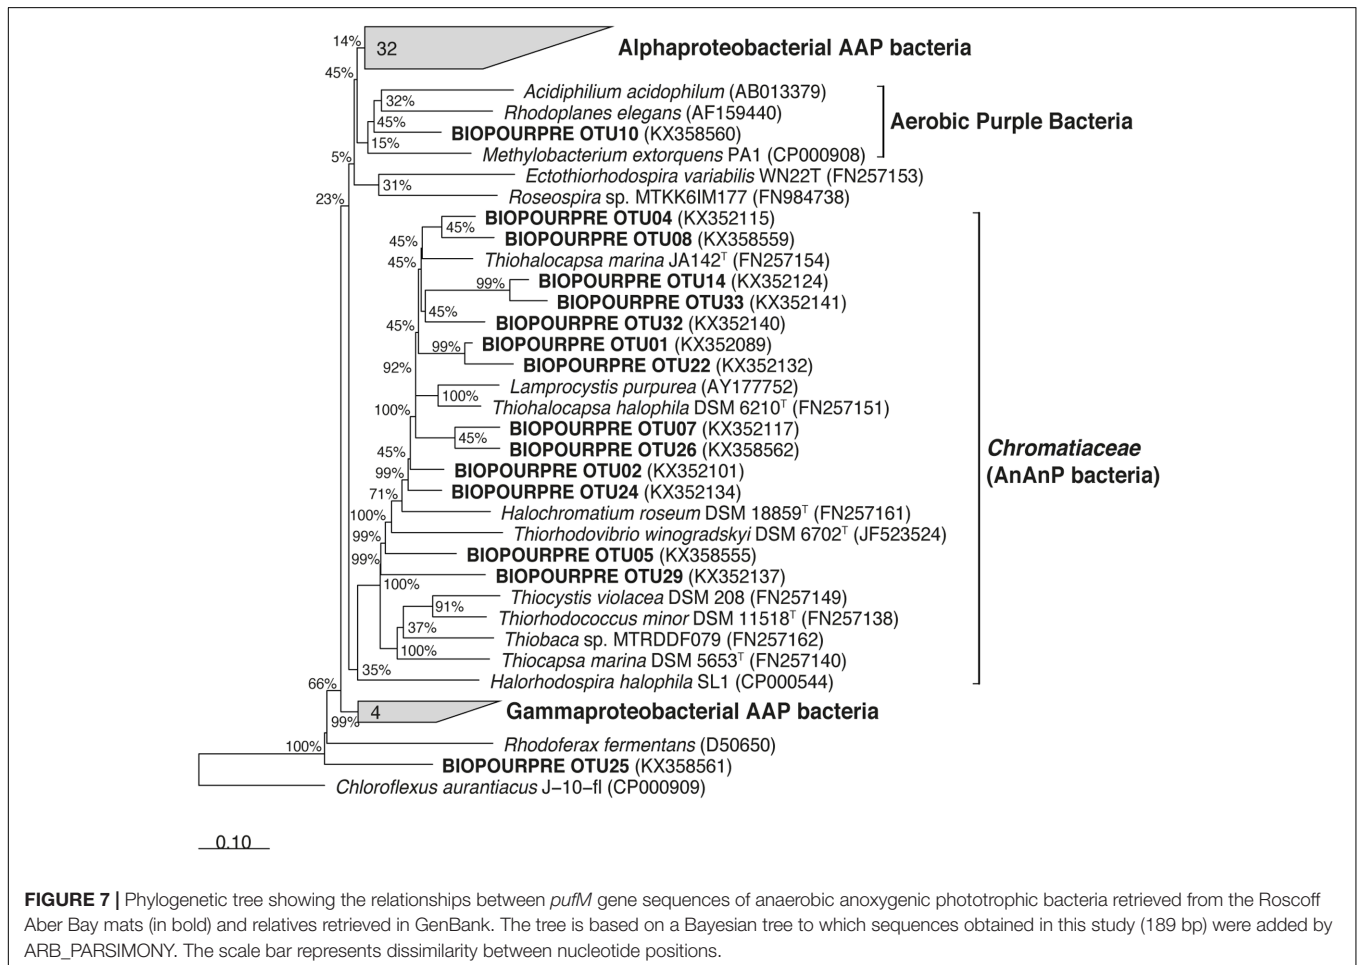 14%
32
Alphaproteobacterial AAP bacteria
45%
Acidiphilium acidophilum (AB013379)
32%
Rhodoplanes elegans (AF159440)
Aerobic Purple Bacteria
45%
BIOPOURPRE OTU10 (KX358560)
15%
Methylobacterium extorquens PA1 (CP000908)
5%
Ectothiorhodospira variabilis WN22T (FN257153)
31%
Roseospira sp. MTKK6IM177 (FN984738)
23%
BIOPOURPRE OTU04 (KX352115)
45%
BIOPOURPRE OTU08 (KX358559)
45%
Thiohalocapsa marina JA142ᵀ (FN257154)
45%
BIOPOURPRE OTU14 (KX352124)
99%
BIOPOURPRE OTU33 (KX352141)
45%
BIOPOURPRE OTU32 (KX352140)
45%
BIOPOURPRE OTU01 (KX352089)
99%
BIOPOURPRE OTU22 (KX352132)
92%
Lamprocystis purpurea (AY177752)
100%
Thiohalocapsa halophila DSM 6210ᵀ (FN257151)
100%
BIOPOURPRE OTU07 (KX352117)
45%
BIOPOURPRE OTU26 (KX358562)
45%
Chromatiaceae
(AnAnP bacteria)
BIOPOURPRE OTU02 (KX352101)
99%
BIOPOURPRE OTU24 (KX352134)
71%
Halochromatium roseum DSM 18859ᵀ (FN257161)
100%
Thiorhodovibrio winogradskyi DSM 6702ᵀ (JF523524)
99%
BIOPOURPRE OTU05 (KX358555)
99%
BIOPOURPRE OTU29 (KX352137)
100%
Thiocystis violacea DSM 208 (FN257149)
91%
Thiorhodococcus minor DSM 11518ᵀ (FN257138)
37%
Thiobaca sp. MTRDDF079 (FN257162)
100%
Thiocapsa marina DSM 5653ᵀ (FN257140)
35%
Halorhodospira halophila SL1 (CP000544)
66%
4
Gammaproteobacterial AAP bacteria
99%
Rhodoferax fermentans (D50650)
100%
BIOPOURPRE OTU25 (KX358561)
Chloroflexus aurantiacus J−10−fl (CP000909)
0.10
FIGURE 7 | Phylogenetic tree showing the relationships between pufM gene sequences of anaerobic anoxygenic phototrophic bacteria retrieved from the Roscoff
Aber Bay mats (in bold) and relatives retrieved in GenBank. The tree is based on a Bayesian tree to which sequences obtained in this study (189 bp) were added by
ARB_PARSIMONY. The scale bar represents dissimilarity between nucleotide positions.